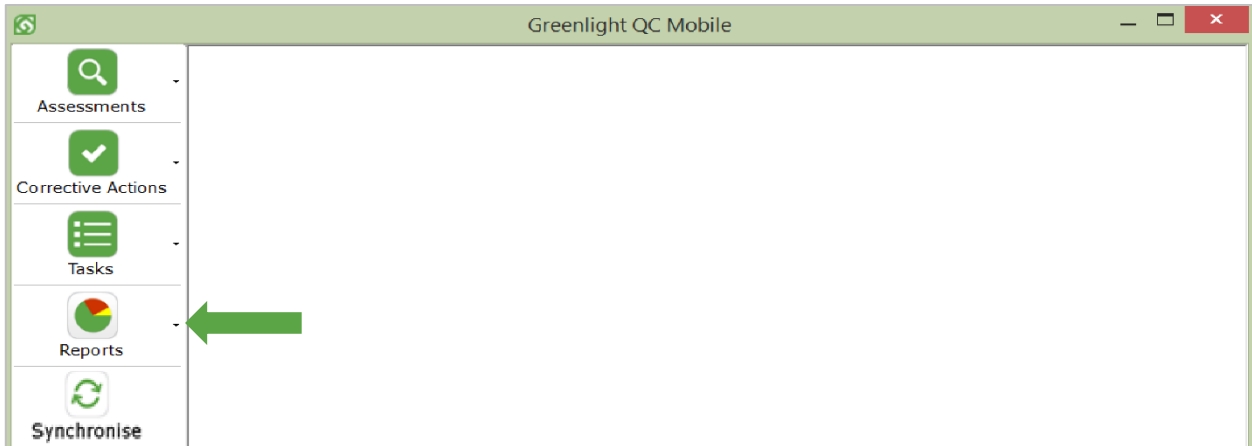 Greenlight QC Mobile
Assessments
Corrective Actions
Tasks
Reports
Synchronise